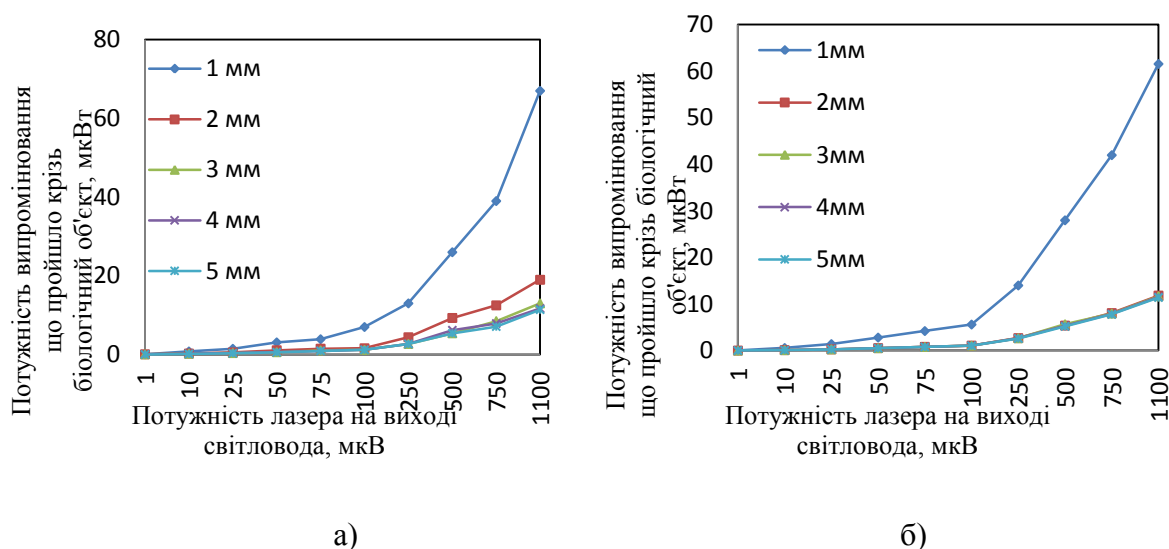 Потужність випромінювання
що пройшло крізь
біологічний об'єкт, мкВт
80
60
40
20
0
1 мм
2 мм
3 мм
4 мм
5 мм
1
10
25
50
75
100
250
500
750
1100
Потужність лазера на виході
світловода, мкВ
а)
Потужність випромінювання
що пройшло крізь біологічний
об'єкт, мкВт
70
60
50
40
30
20
10
0
1мм
2мм
3мм
4мм
5мм
1
10
25
50
75
100
250
500
750
1100
Потужність лазера на виході
світловода, мкВ
б)